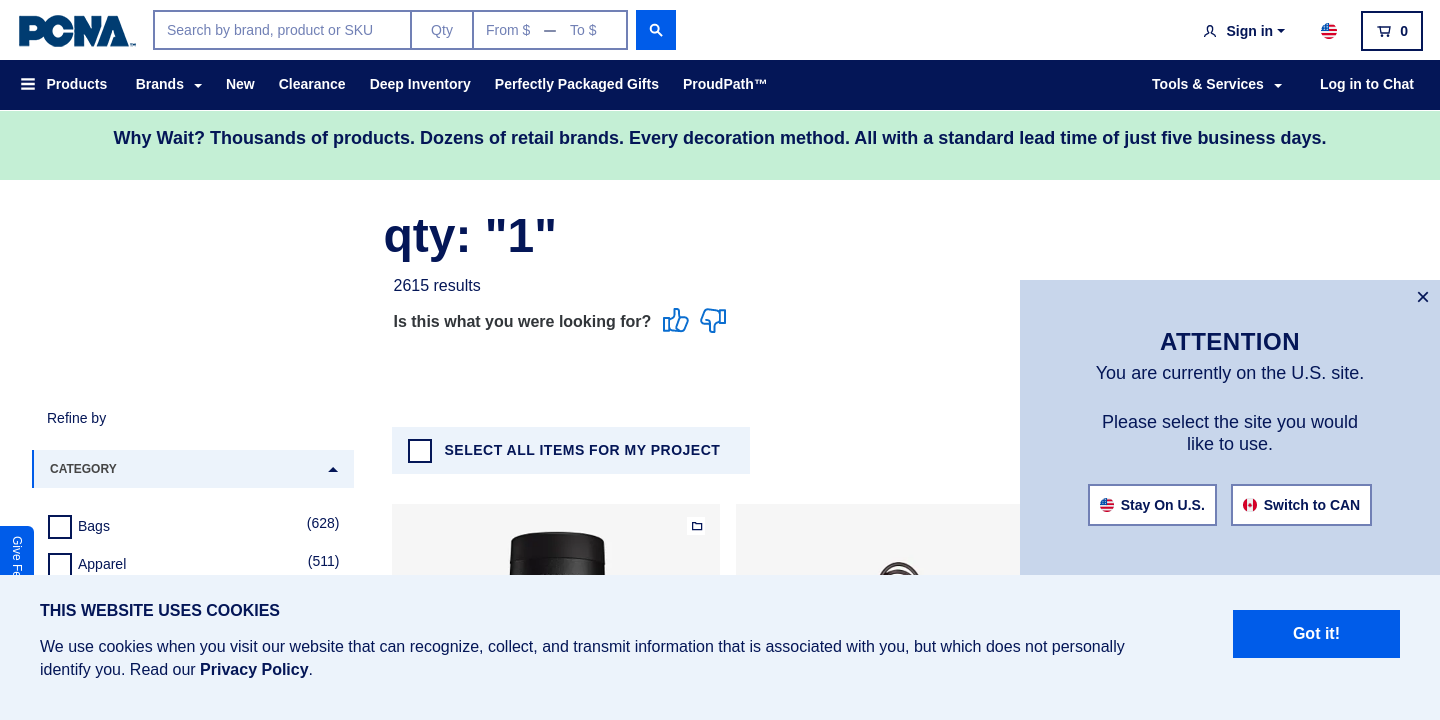 PCNA™
Search by brand, product or SKU
Qty
From $ — To $
Sign in
0
Products
Brands
New
Clearance
Deep Inventory
Perfectly Packaged Gifts
ProudPath™
Tools & Services
Log in to Chat
Why Wait? Thousands of products. Dozens of retail brands. Every decoration method. All with a standard lead time of just five business days.
qty: "1"
2615 results
Is this what you were looking for?
Refine by
CATEGORY
Bags (628)
Apparel (511)
SELECT ALL ITEMS FOR MY PROJECT
Give
×
ATTENTION
You are currently on the U.S. site.
Please select the site you would
like to use.
Stay On U.S.
Switch to CAN
THIS WEBSITE USES COOKIES
We use cookies when you visit our website that can recognize, collect, and transmit information that is associated with you, but which does not personally
identify you. Read our Privacy Policy.
Got it!